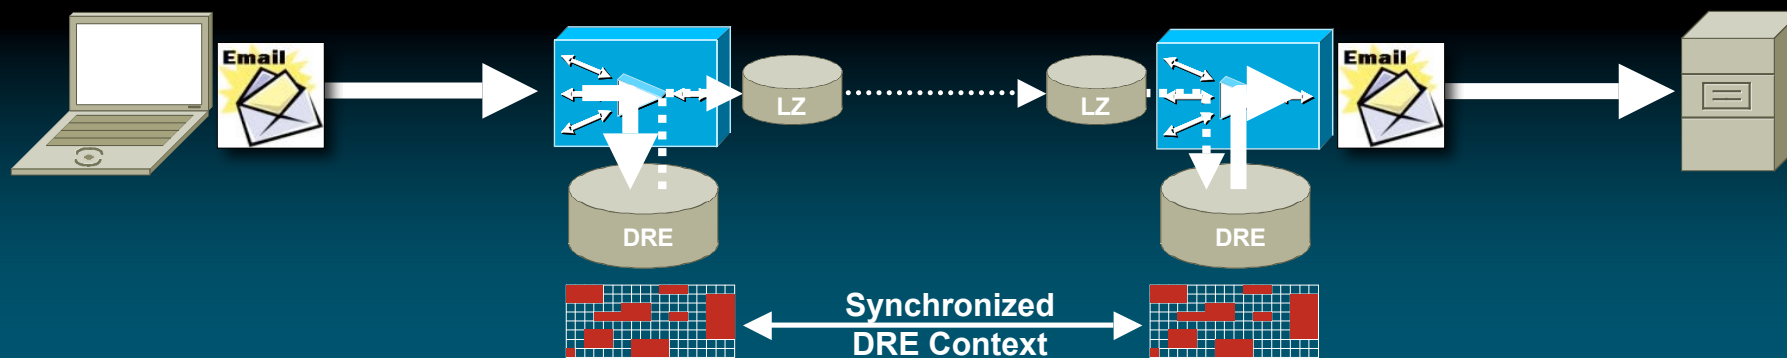 Email
LZ
LZ
Email
DRE
DRE
Synchronized
DRE Context